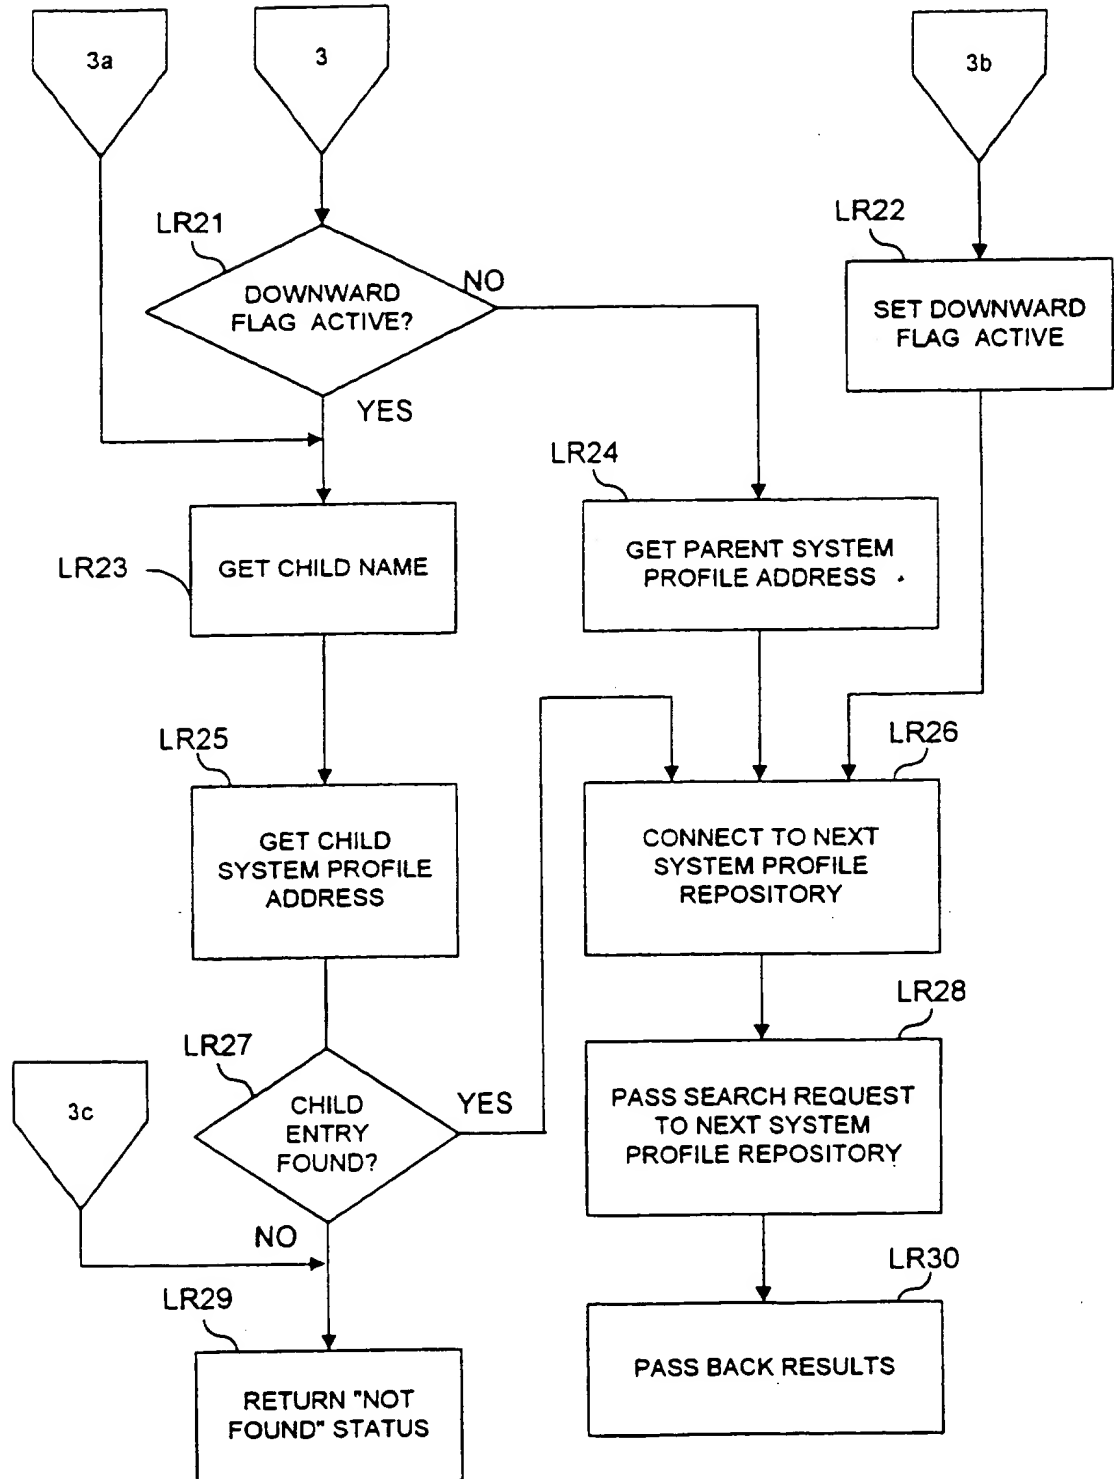 3a
3
3b
LR21
DOWNWARD
FLAG ACTIVE?
NO
YES
LR22
SET DOWNWARD
FLAG ACTIVE
LR23
GET CHILD NAME
LR24
GET PARENT SYSTEM
PROFILE ADDRESS
LR25
GET CHILD
SYSTEM PROFILE
ADDRESS
LR26
CONNECT TO NEXT
SYSTEM PROFILE
REPOSITORY
LR27
CHILD
ENTRY
FOUND?
YES
NO
3c
LR28
PASS SEARCH REQUEST
TO NEXT SYSTEM
PROFILE REPOSITORY
LR29
RETURN "NOT
FOUND" STATUS
LR30
PASS BACK RESULTS